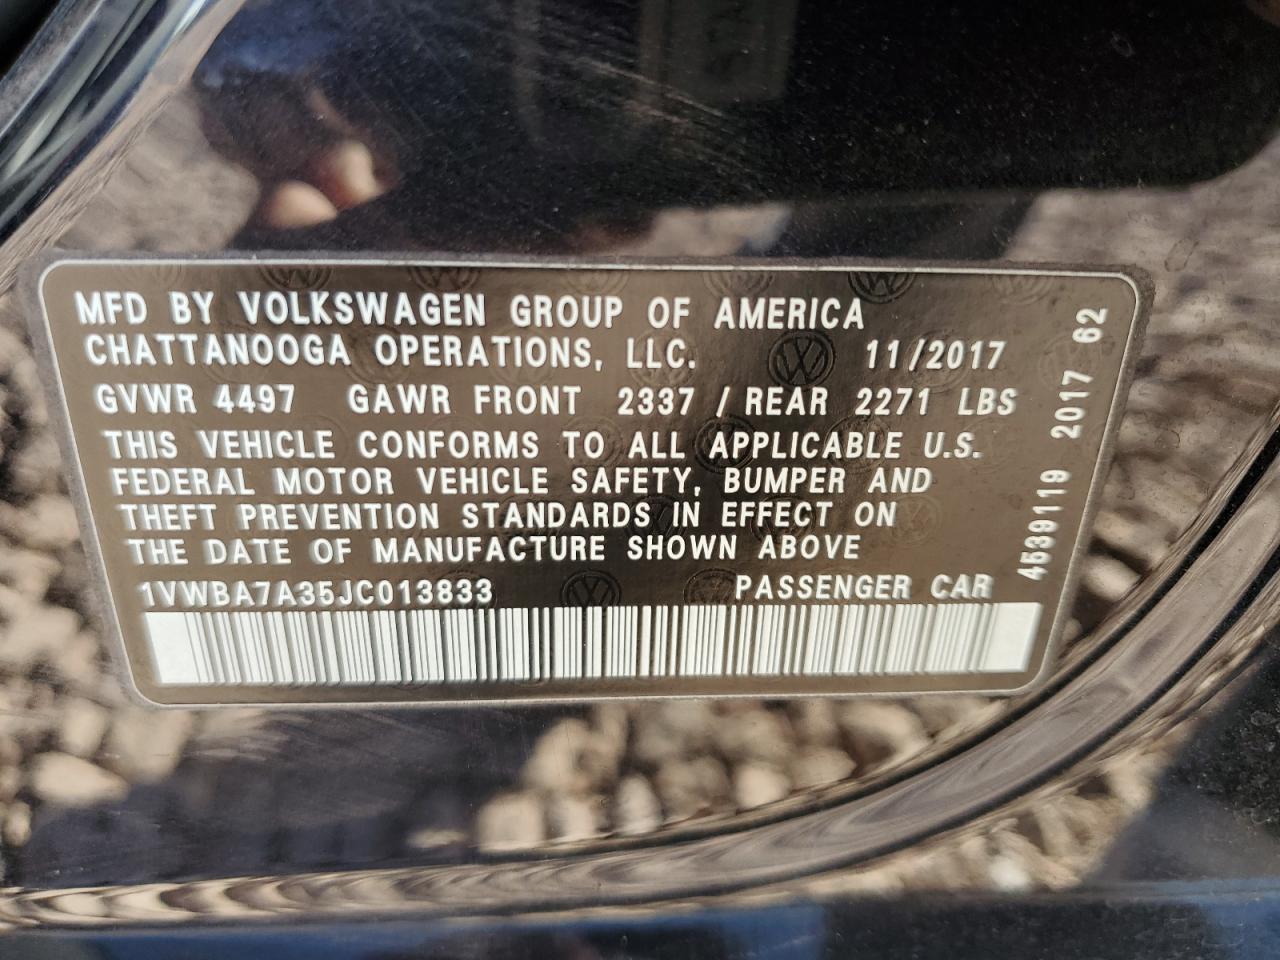 MFD BY VOLKSWAGEN GROUP OF AMERICA
CHATTANOOGA OPERATIONS, LLC. 11/2017
GVWR 4497 GAWR FRONT 2337 / REAR 2271 LBS
THIS VEHICLE CONFORMS TO ALL APPLICABLE U.S.
FEDERAL MOTOR VEHICLE SAFETY, BUMPER AND
THEFT PREVENTION STANDARDS IN EFFECT ON
THE DATE OF MANUFACTURE SHOWN ABOVE
1VWBA7A35JC013833 PASSENGER CAR
4539119 2017 62